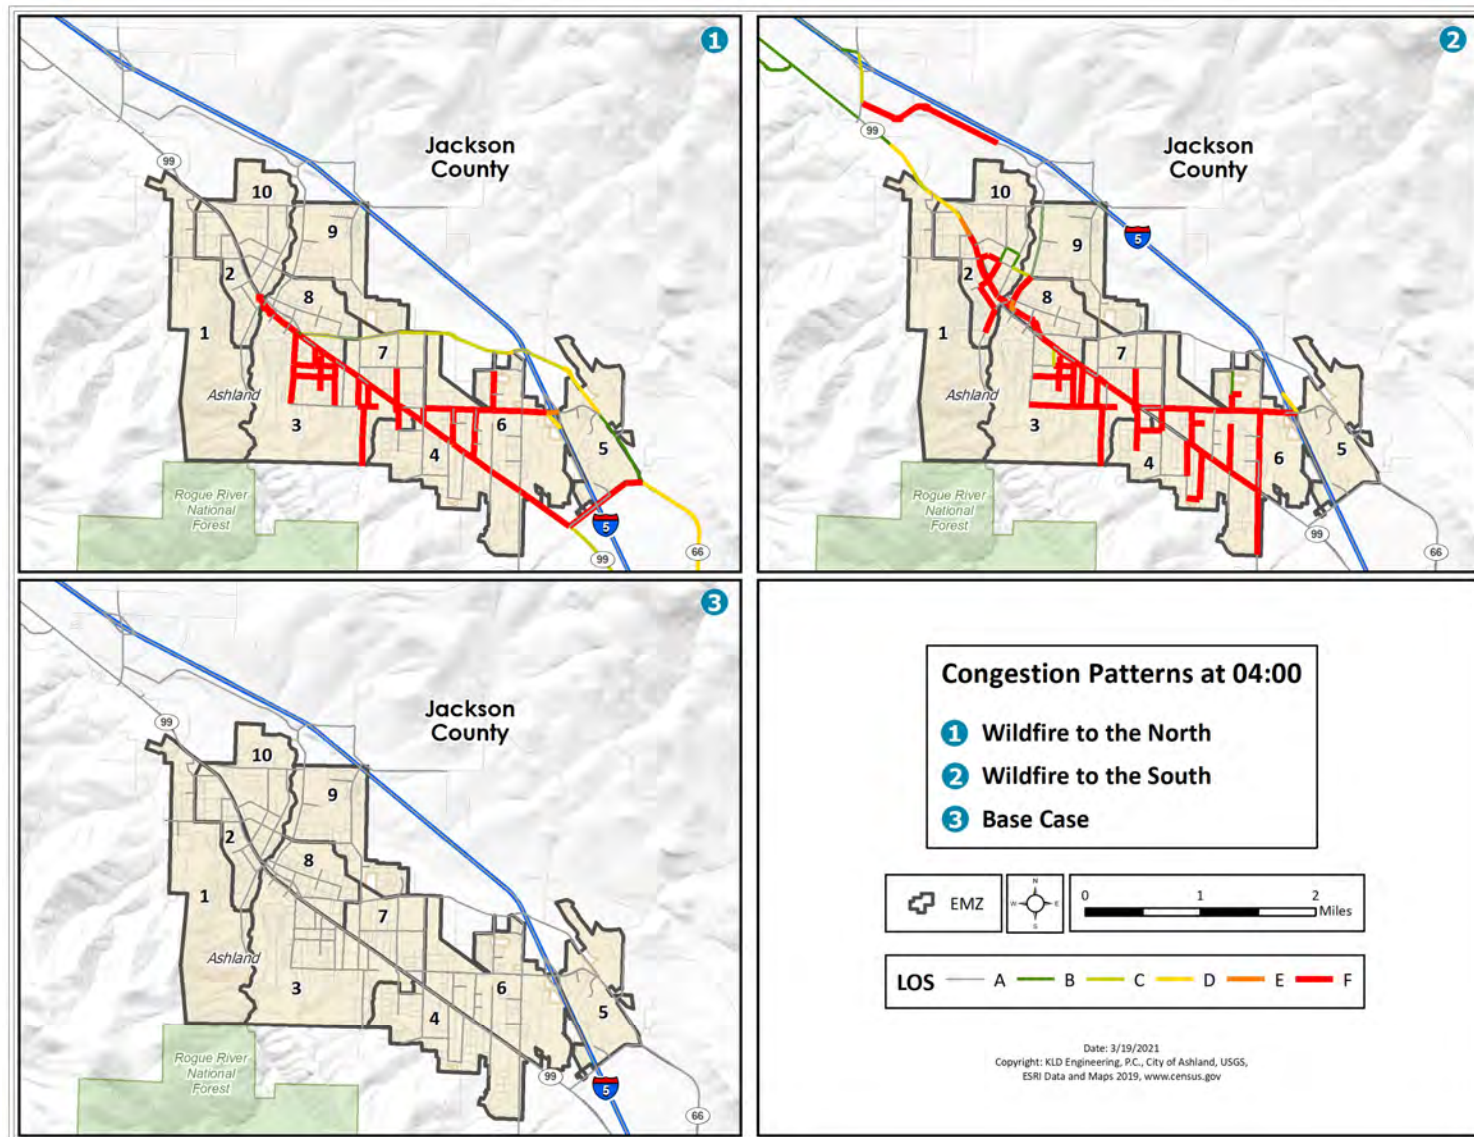 1
Jackson
County
99
10
9
2
8
1
7
Ashland
3
6
4
5
Rogue River
National
Forest
5
99
66
2
99
Jackson
County
10
5
9
2
8
1
7
Ashland
3
4
6
5
Rogue River
National
Forest
99
66
3
Jackson
County
99
10
9
2
8
1
7
Ashland
3
6
4
5
Rogue River
National
Forest
99
5
66
Congestion Patterns at 04:00
1 Wildfire to the North
2 Wildfire to the South
3 Base Case
EMZ
N
W E
S
0 1 2
Miles
LOS A B C D E F
Date: 3/19/2021
Copyright: KLD Engineering, P.C., City of Ashland, USGS,
ESRI Data and Maps 2019, www.census.gov